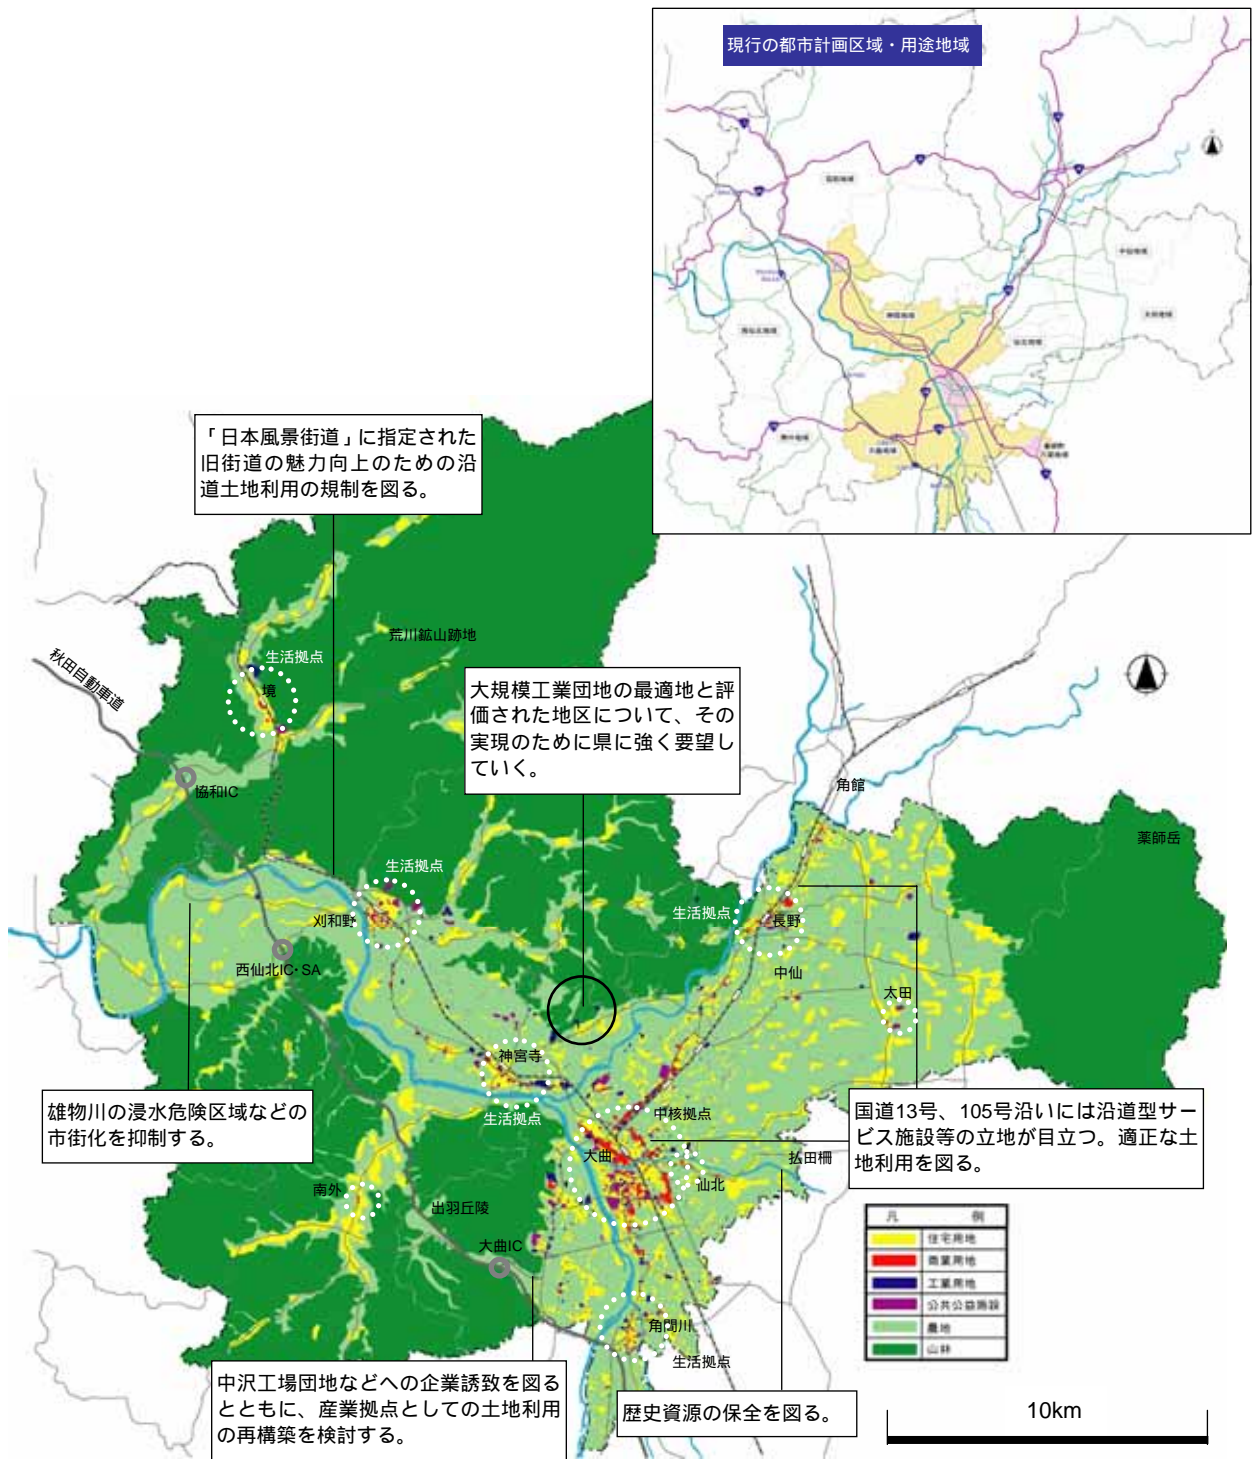 現行の都市計画区域・用途地域
「日本風景街道」に指定された
旧街道の魅力向上のための沿
道土地利用の規制を図る。
荒川鉱山跡地
生活拠点
境
秋田自動車道
大規模工業団地の最適地と評
価された地区について、その
実現のために県に強く要望し
ていく。
協和IC
角館
薬師岳
生活拠点
刈和野
生活拠点
長野
西仙北IC・SA
中仙
太田
神宮寺
生活拠点
中核拠点
大曲
仙北
払田柵
雄物川の浸水危険区域などの
市街化を抑制する。
国道13号、105号沿いには沿道型サー
ビス施設等の立地が目立つ。適正な土
地利用を図る。
南外
出羽丘陵
大曲IC
角間川
生活拠点
凡 例
住宅用地
商業用地
工業用地
公共公益施設
農地
山林
中沢工場団地などへの企業誘致を図る
とともに、産業拠点としての土地利用
の再構築を検討する。
歴史資源の保全を図る。
10km